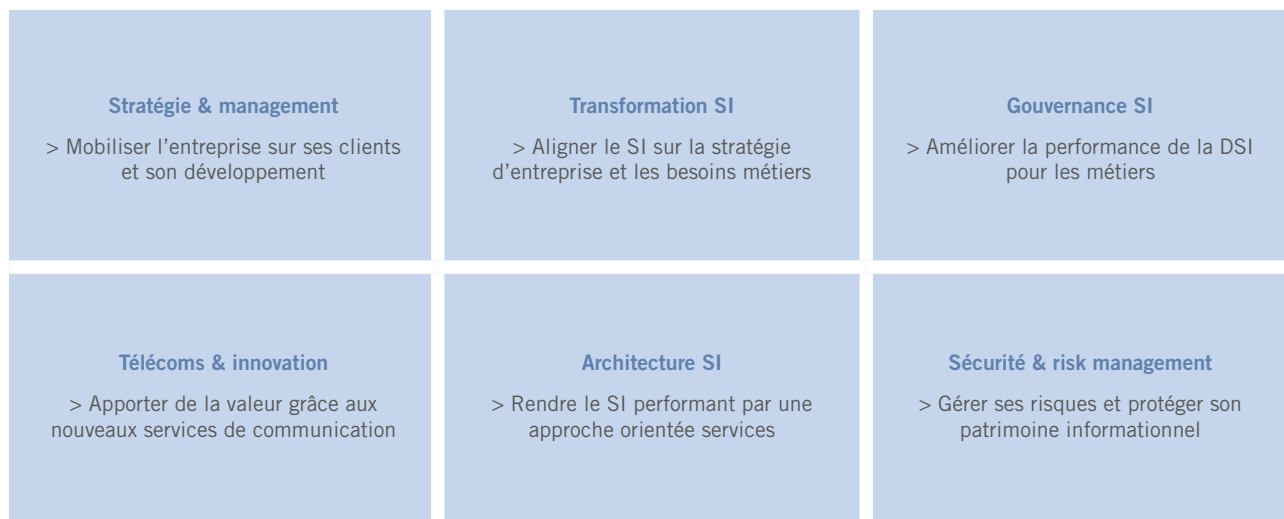 Stratégie & management
> Mobiliser l’entreprise sur ses clients
et son développement
Transformation SI
> Aligner le SI sur la stratégie
d’entreprise et les besoins métiers
Gouvernance SI
> Améliorer la performance de la DSI
pour les métiers
Télécoms & innovation
> Apporter de la valeur grâce aux
nouveaux services de communication
Architecture SI
> Rendre le SI performant par une
approche orientée services
Sécurité & risk management
> Gérer ses risques et protéger son
patrimoine informationnel